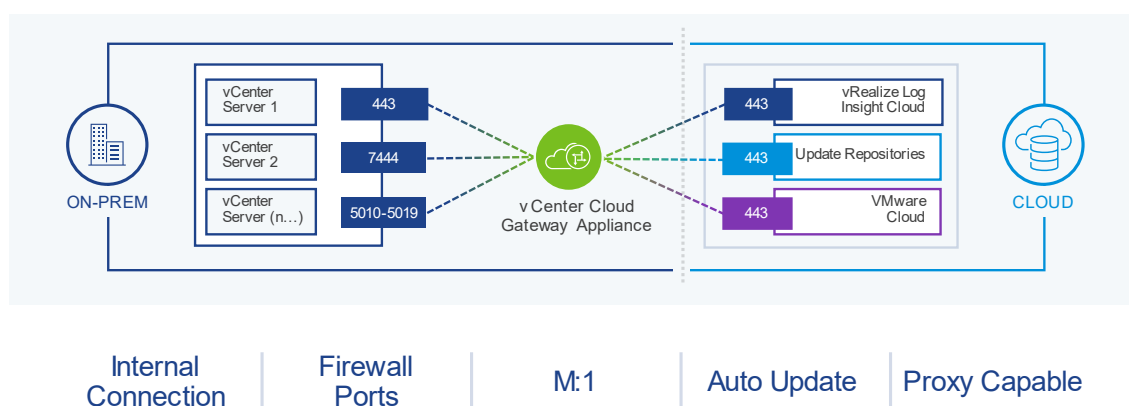 vCenter
Server 1
443
vCenter
Server 2
7444
vCenter
Server (n...)
5010-5019
ON-PREM
vCenter Cloud
Gateway Appliance
443
vRealize Log
Insight Cloud
443
Update Repositories
443
VMware
Cloud
CLOUD
Internal
Connection
Firewall
Ports
M:1
Auto Update
Proxy Capable